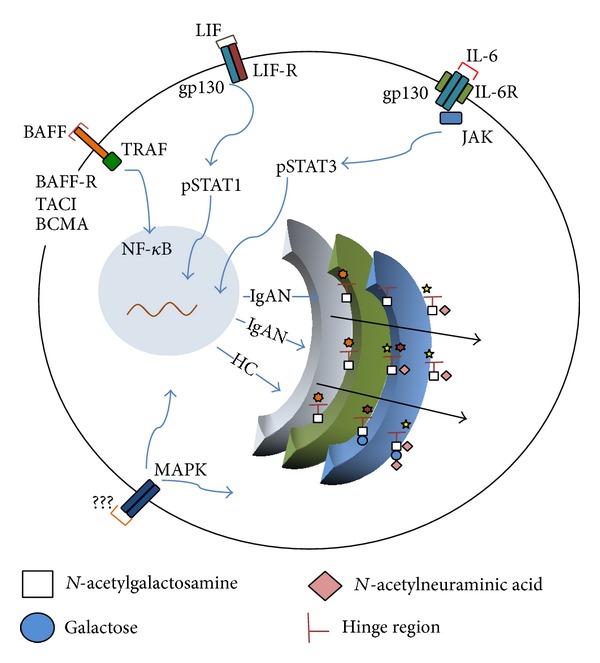 LIF
LIF-R
gp130
IL-6
gp130
IL-6R
JAK
BAFF
TRAF
BAFF-R
TACI
BCMA
pSTAT1
pSTAT3
NF-κB
IgAN
IgAN
HC
MAPK
???
N-acetylgalactosamine
N-acetylneuraminic acid
Galactose
Hinge region